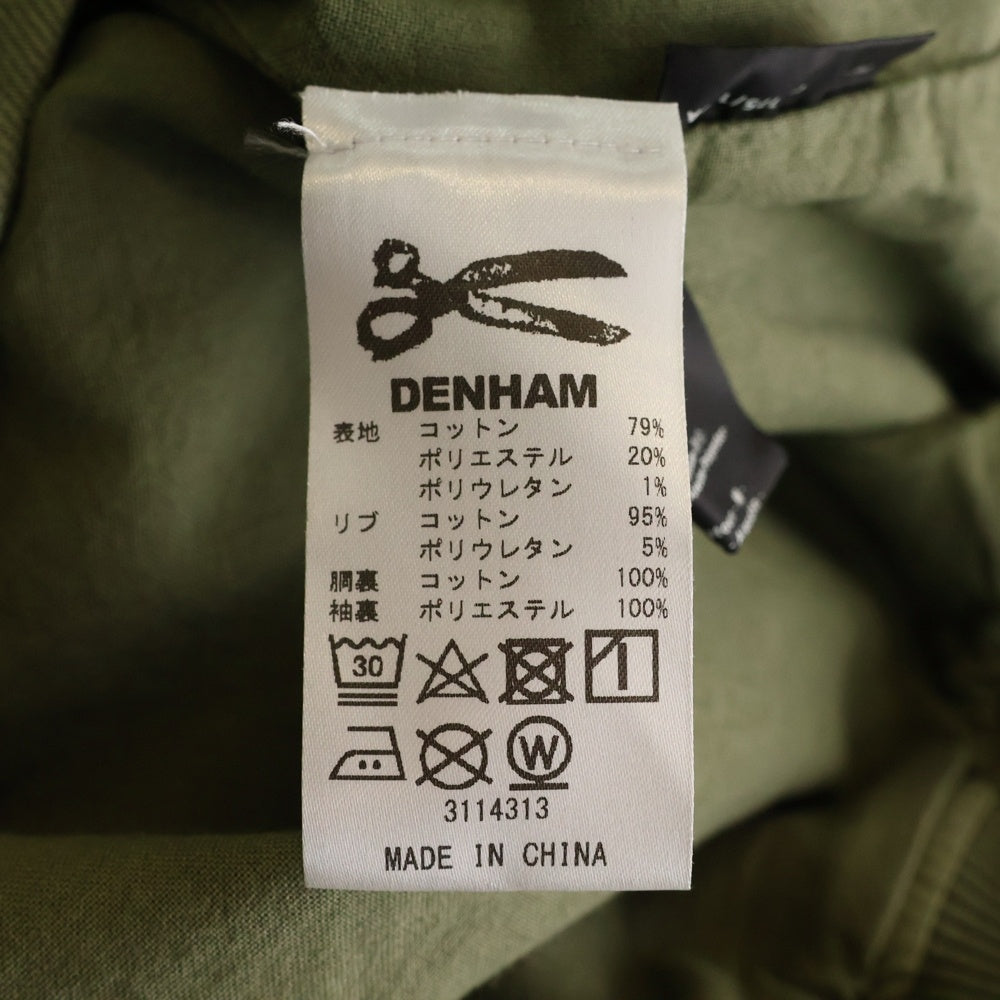 DENHAM
表地 コットン 79%
ポリエステル 20%
ポリウレタン 1%
リブ コットン 95%
ポリウレタン 5%
胴裏 コットン 100%
袖裏 ポリエステル 100%
30
W
3114313
MADE IN CHINA